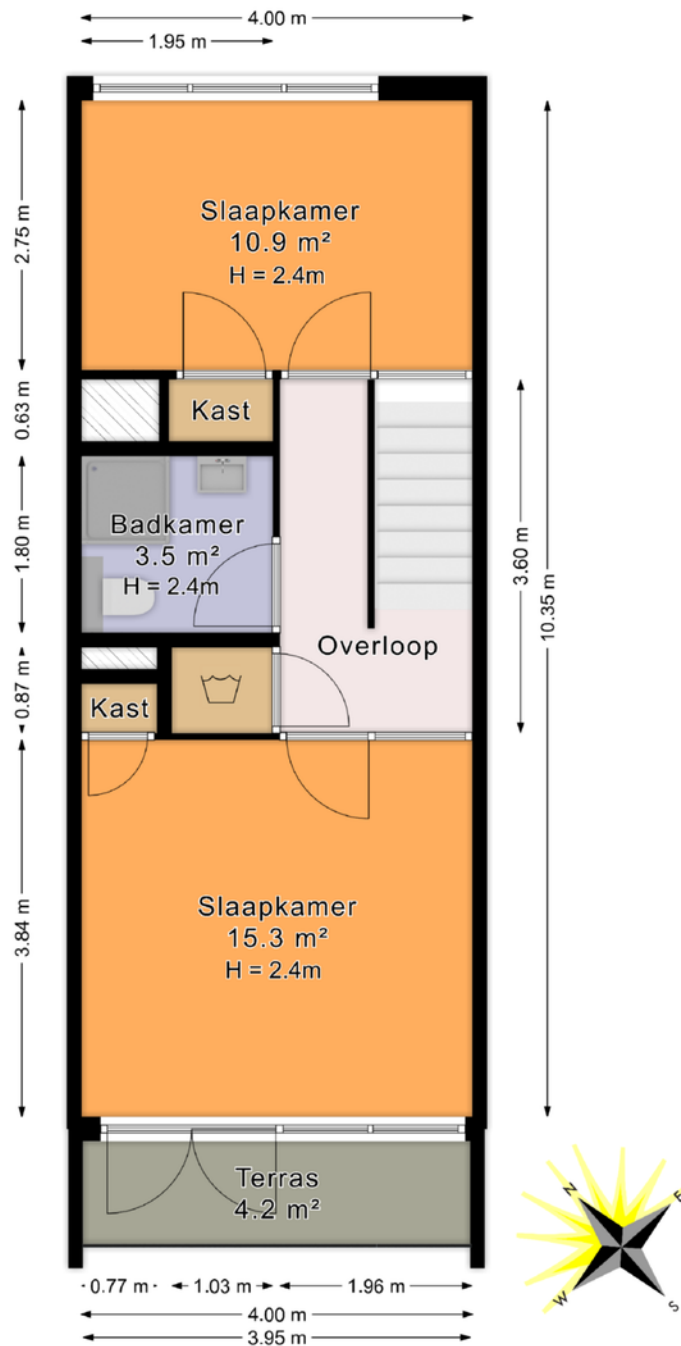 4.00 m
1.95 m
2.75 m
0.63 m
1.80 m
0.87 m
3.84 m
Slaapkamer
10.9 m²
H = 2.4m
Kast
Badkamer
3.5 m²
H = 2.4m
Overloop
3.60 m
10.35 m
Kast
Slaapkamer
15.3 m²
H = 2.4m
Terras
4.2 m²
N
E
W
S
0.77 m
1.03 m
1.96 m
4.00 m
3.95 m